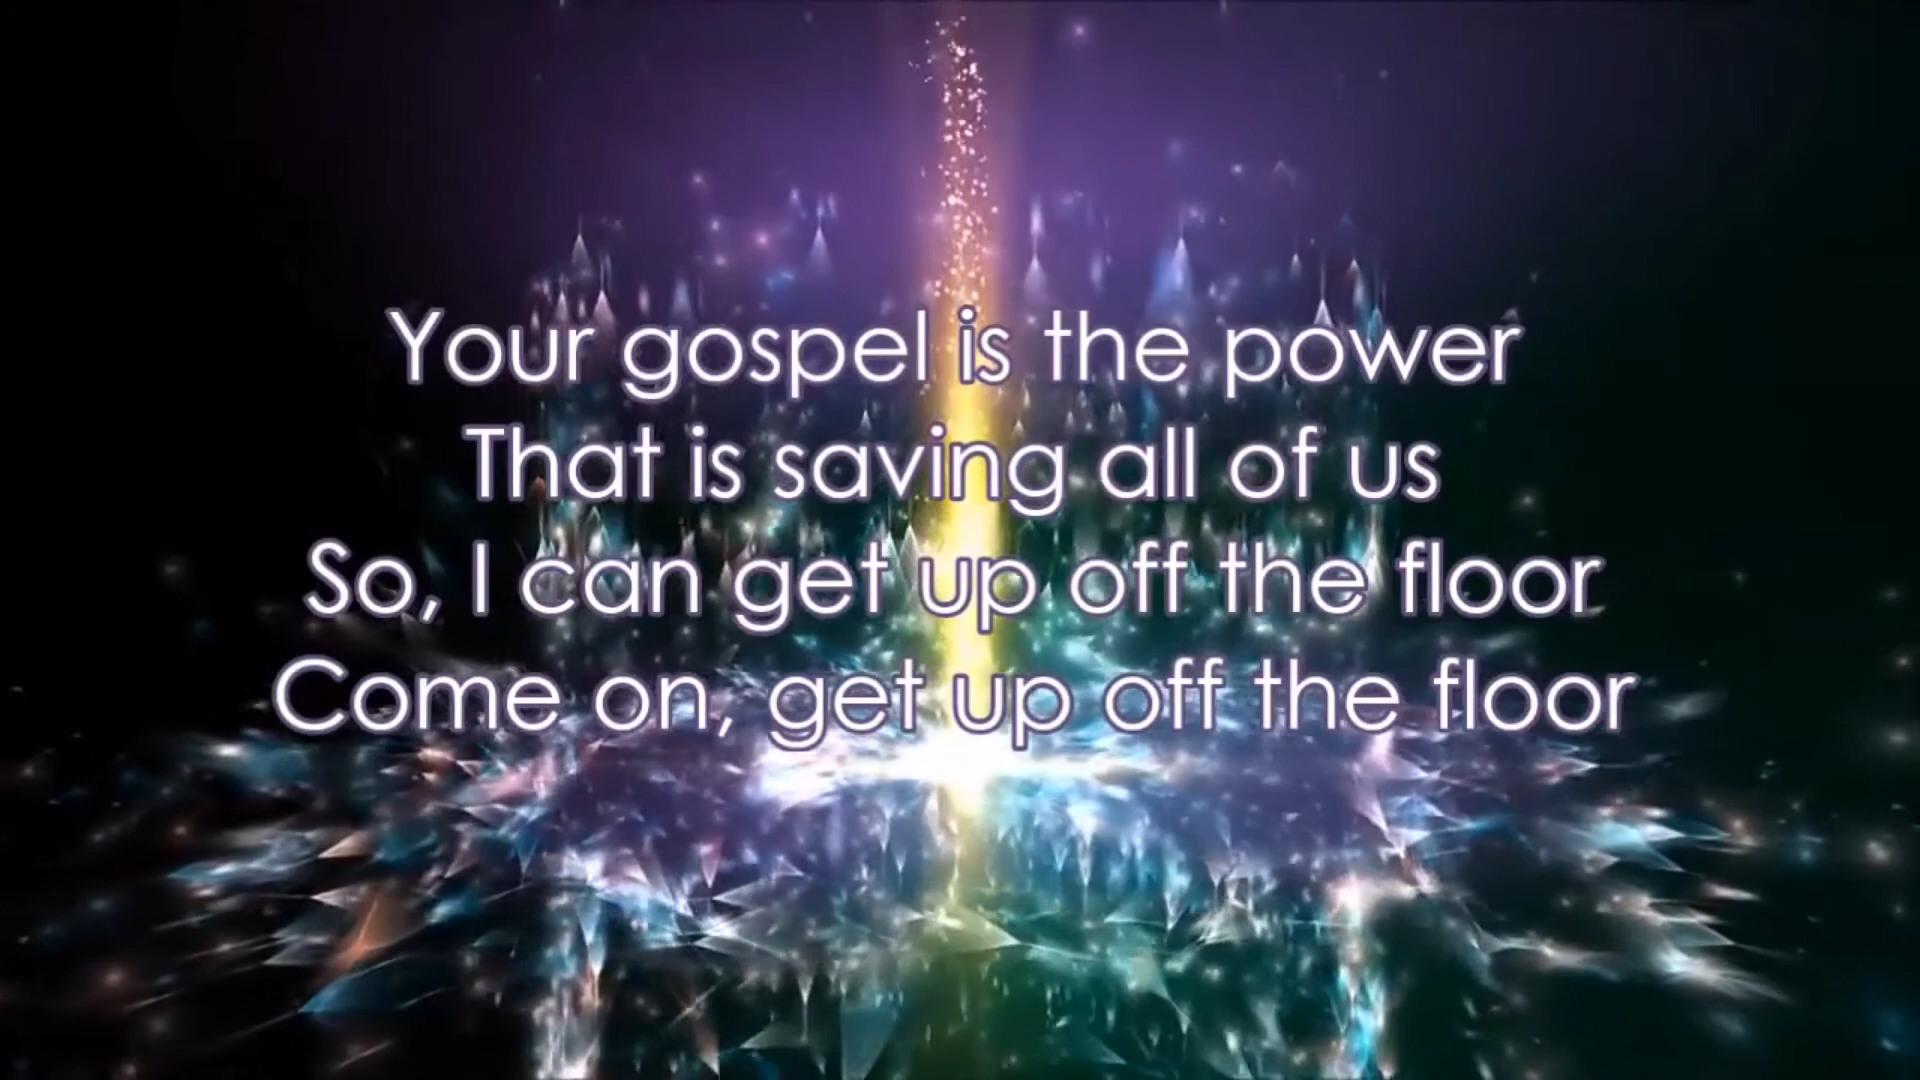 Your gospel is the power
That is saving all of us
So, I can get up off the floor
Come on, get up off the floor